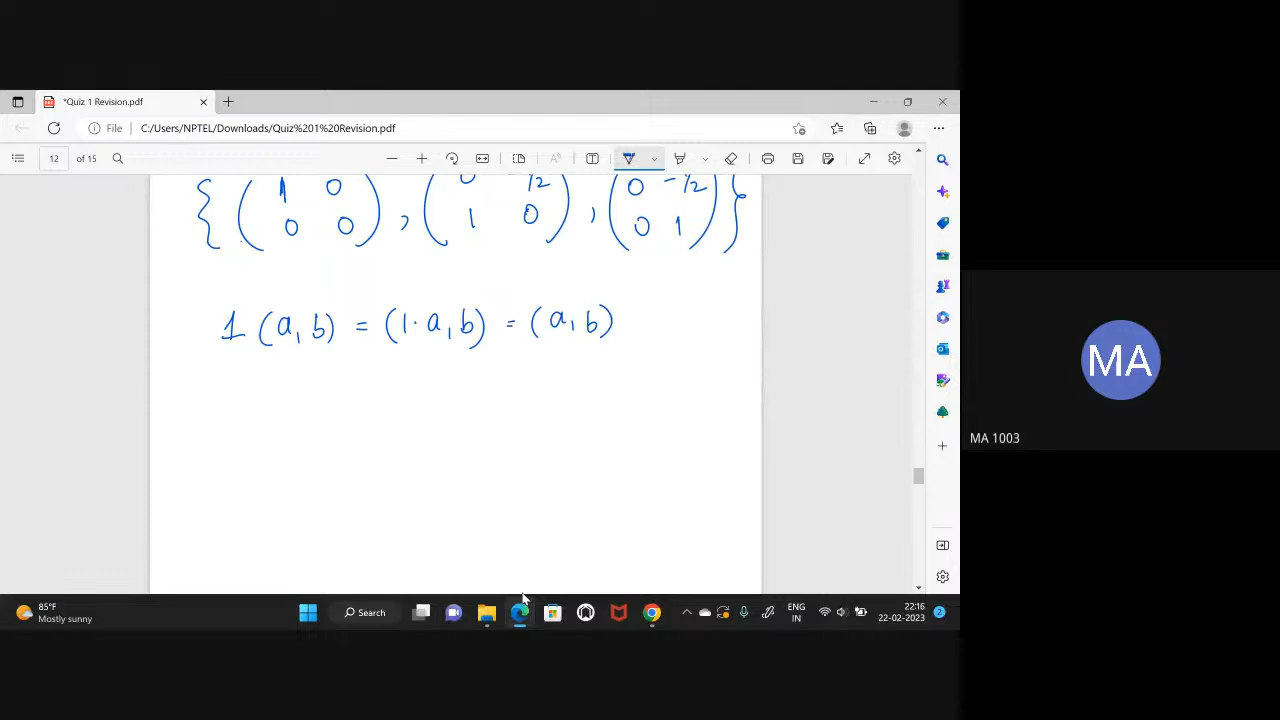 *Quiz 1 Revision.pdf
File C:/Users/NPTEL/Downloads/Quiz%201%20Revision.pdf
12 of 15
{ ( 1 0 ) , ( 0 -1/2 ) , ( 0 -1/2 ) }
0 0 1 0 0 1
1 (a, b) = (1·a, b) = (a, b)
MA
MA 1003
85°F
Mostly sunny
Search
ENG
IN
22:16
22-02-2023
2